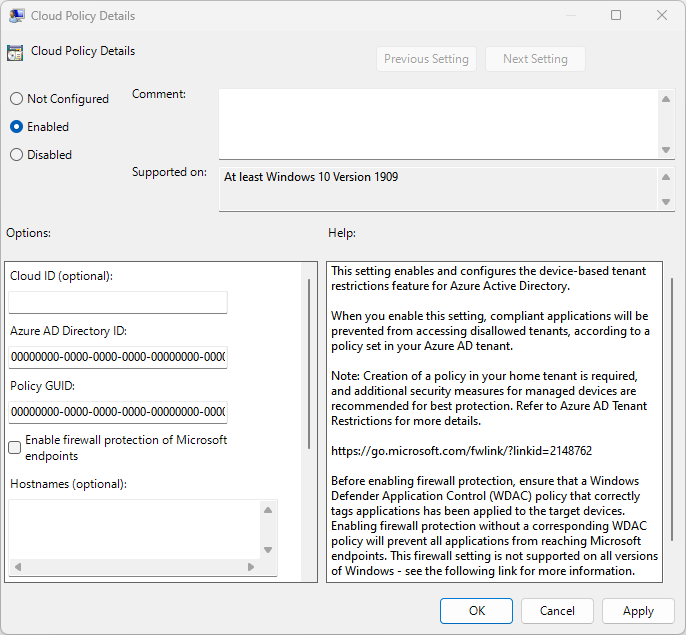 Cloud Policy Details
Cloud Policy Details
Previous Setting
Next Setting
Not Configured
Comment:
Enabled
Disabled
Supported on:
At least Windows 10 Version 1909
Options:
Help:
Cloud ID (optional):
Azure AD Directory ID:
00000000-0000-0000-0000-00000000-000
Policy GUID:
00000000-0000-0000-0000-00000000-000
Enable firewall protection of Microsoft
endpoints
Hostnames (optional):
This setting enables and configures the device-based tenant
restrictions feature for Azure Active Directory.
When you enable this setting, compliant applications will be
prevented from accessing disallowed tenants, according to a
policy set in your Azure AD tenant.
Note: Creation of a policy in your home tenant is required,
and additional security measures for managed devices are
recommended for best protection. Refer to Azure AD Tenant
Restrictions for more details.
https://go.microsoft.com/fwlink/?linkid=2148762
Before enabling firewall protection, ensure that a Windows
Defender Application Control (WDAC) policy that correctly
tags applications has been applied to the target devices.
Enabling firewall protection without a corresponding WDAC
policy will prevent all applications from reaching Microsoft
endpoints. This firewall setting is not supported on all versions
of Windows - see the following link for more information.
OK
Cancel
Apply